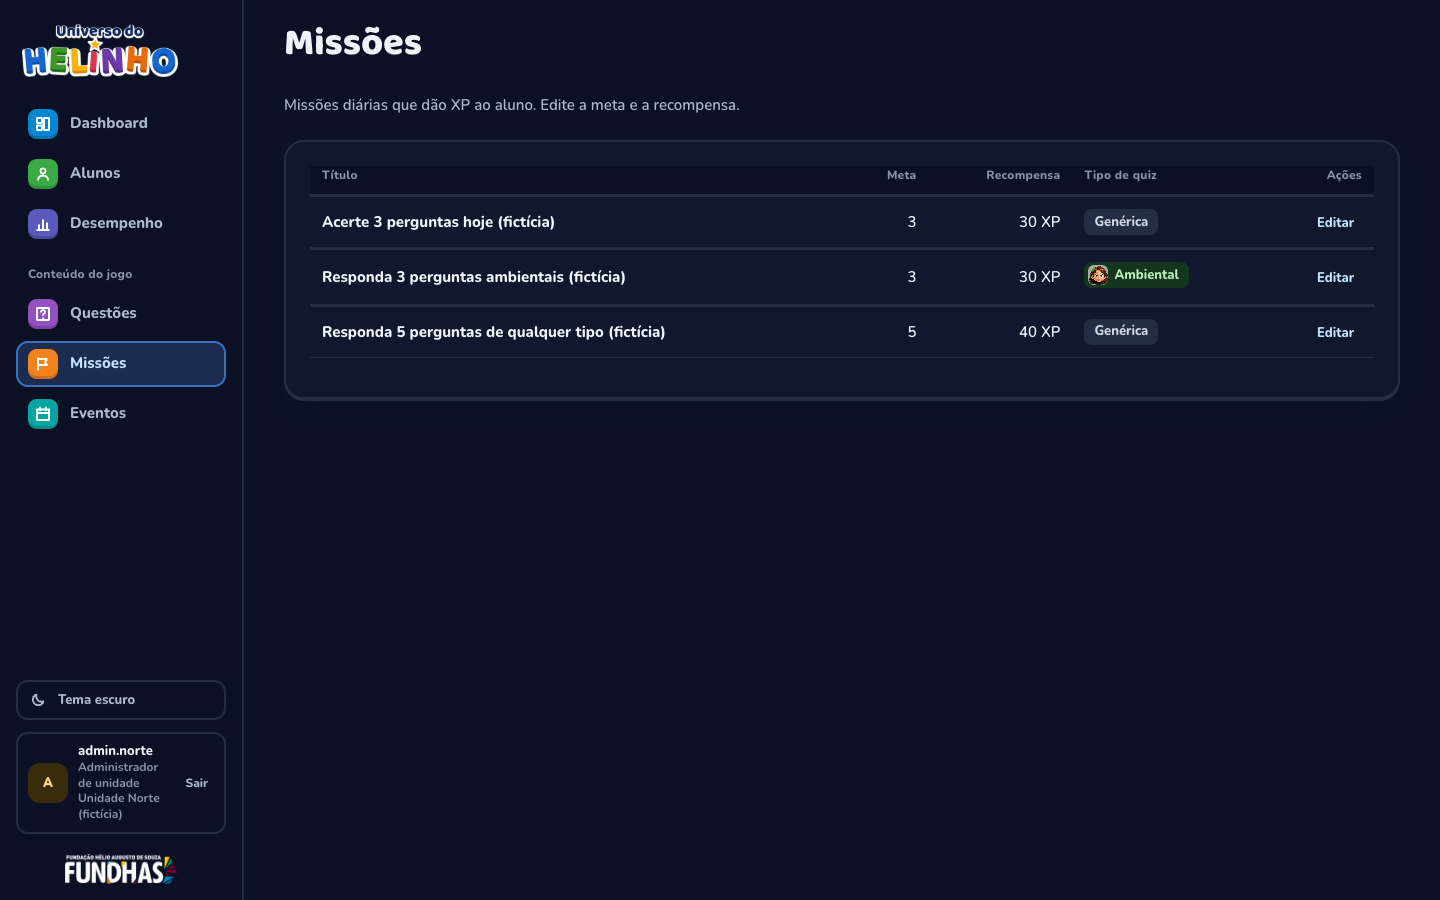 Universo do
HELINHO
Dashboard
Alunos
Desempenho
Conteúdo do jogo
Questões
Missões
Eventos
Tema escuro
A
admin.norte
Administrador
de unidade
Unidade Norte
(fictícia)
Sair
FUNDAÇÃO HÉLIO AUGUSTO DE SOUZA
FUNDHAS
Missões
Missões diárias que dão XP ao aluno. Edite a meta e a recompensa.
Título Meta Recompensa Tipo de quiz Ações
Acerte 3 perguntas hoje (fictícia) 3 30 XP Genérica Editar
Responda 3 perguntas ambientais (fictícia) 3 30 XP Ambiental Editar
Responda 5 perguntas de qualquer tipo (fictícia) 5 40 XP Genérica Editar